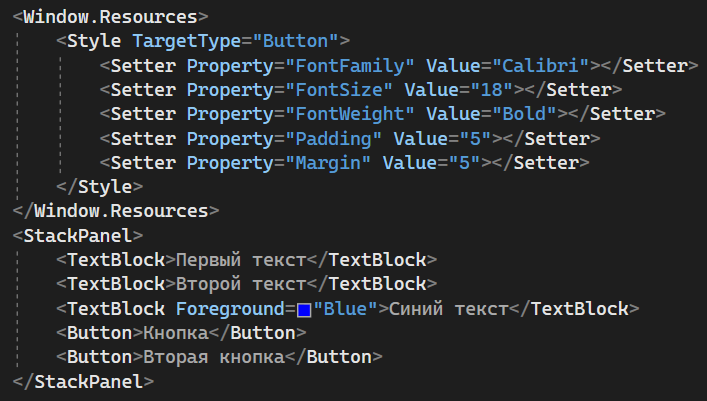 <Window.Resources>
<Style TargetType="Button">
<Setter Property="FontFamily" Value="Calibri"></Setter>
<Setter Property="FontSize" Value="18"></Setter>
<Setter Property="FontWeight" Value="Bold"></Setter>
<Setter Property="Padding" Value="5"></Setter>
<Setter Property="Margin" Value="5"></Setter>
</Style>
</Window.Resources>
<StackPanel>
<TextBlock>Первый текст</TextBlock>
<TextBlock>Второй текст</TextBlock>
<TextBlock Foreground="Blue">Синий текст</TextBlock>
<Button>Кнопка</Button>
<Button>Вторая кнопка</Button>
</StackPanel>